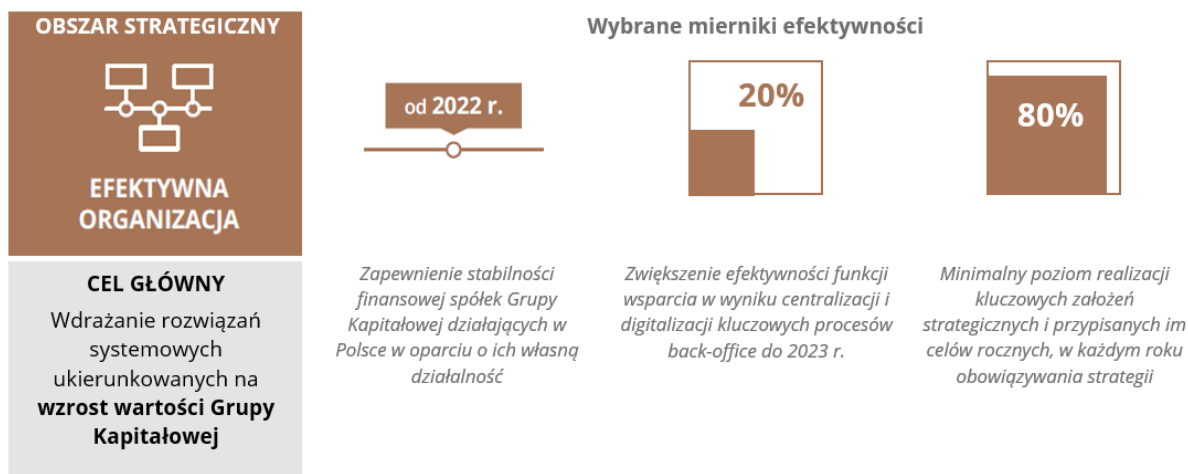 OBSZAR STRATEGICZNY
EFEKTYWNA
ORGANIZACJA
CEL GŁÓWNY
Wdrażanie rozwiązań
systemowych
ukierunkowanych na
wzrost wartości Grupy
Kapitałowej
Wybrane mierniki efektywności
od 2022 r.
Zapewnienie stabilności
finansowej spółek Grupy
Kapitałowej działających w
Polsce w oparciu o ich własną
działalność
20%
Zwiększenie efektywności funkcji
wsparcia w wyniku centralizacji i
digitalizacji kluczowych procesów
back-office do 2023 r.
80%
Minimalny poziom realizacji
kluczowych założeń
strategicznych i przypisanych im
celów rocznych, w każdym roku
obowiązywania strategii